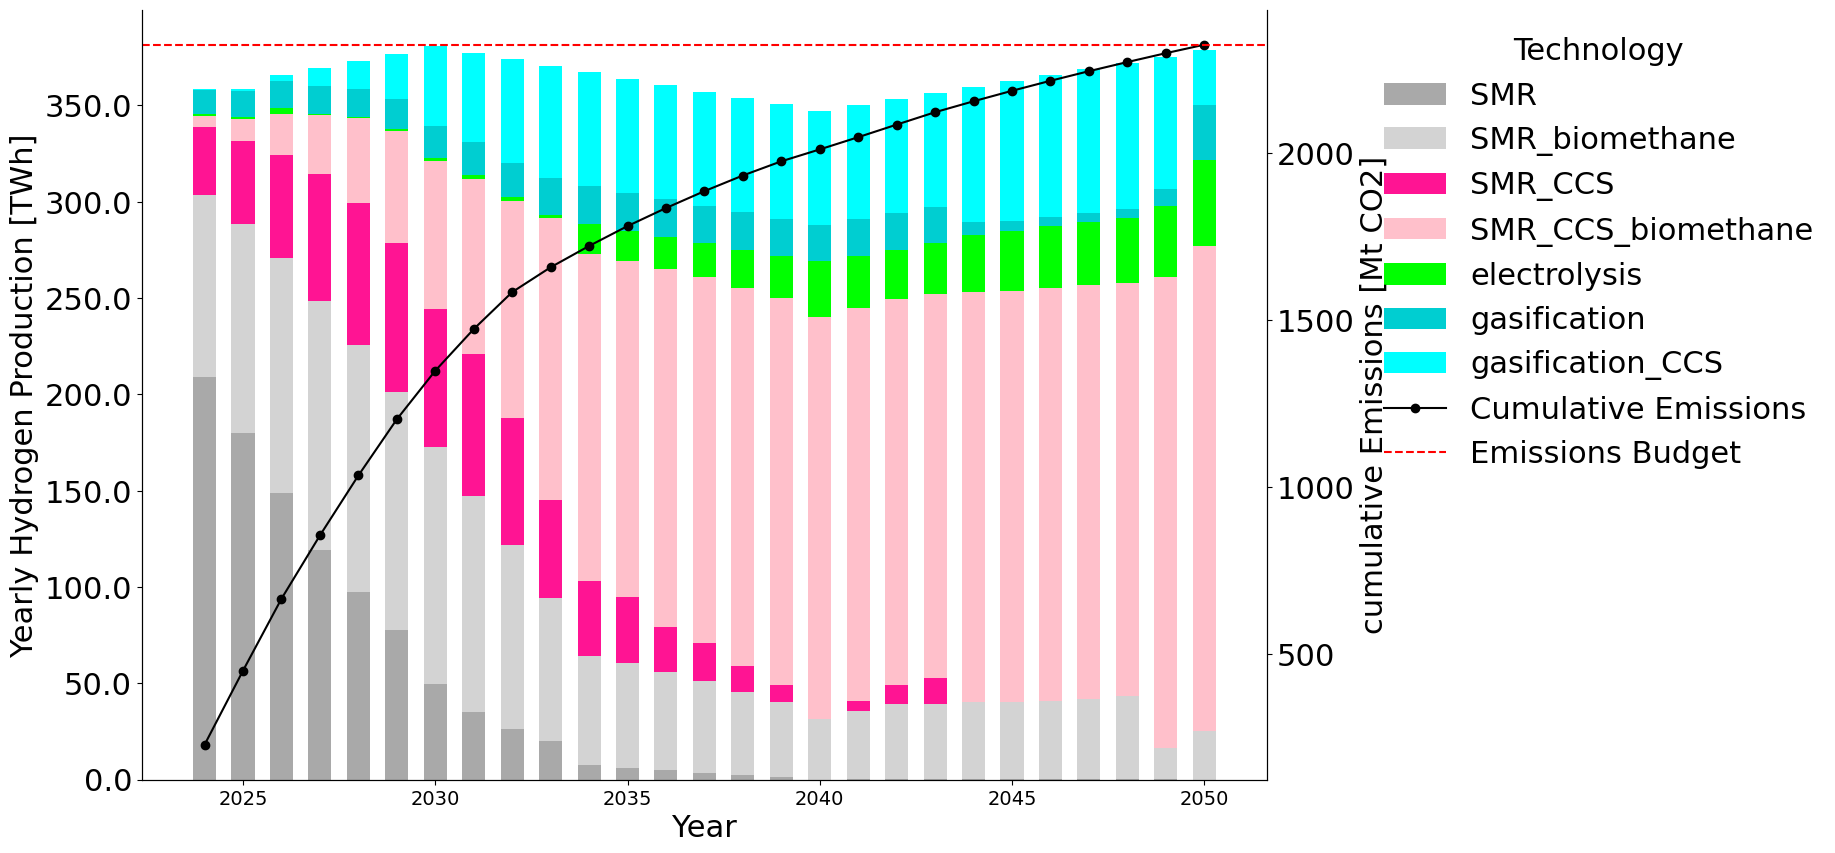 Yearly Hydrogen Production [TWh]
350.0
300.0
250.0
200.0
150.0
100.0
50.0
0.0
2025
2030
2035
2040
2045
2050
Year
2000
1500
1000
500
cumulative Emissions [Mt CO2]
Technology
SMR
SMR_biomethane
SMR_CCS
SMR_CCS_biomethane
electrolysis
gasification
gasification_CCS
Cumulative Emissions
Emissions Budget